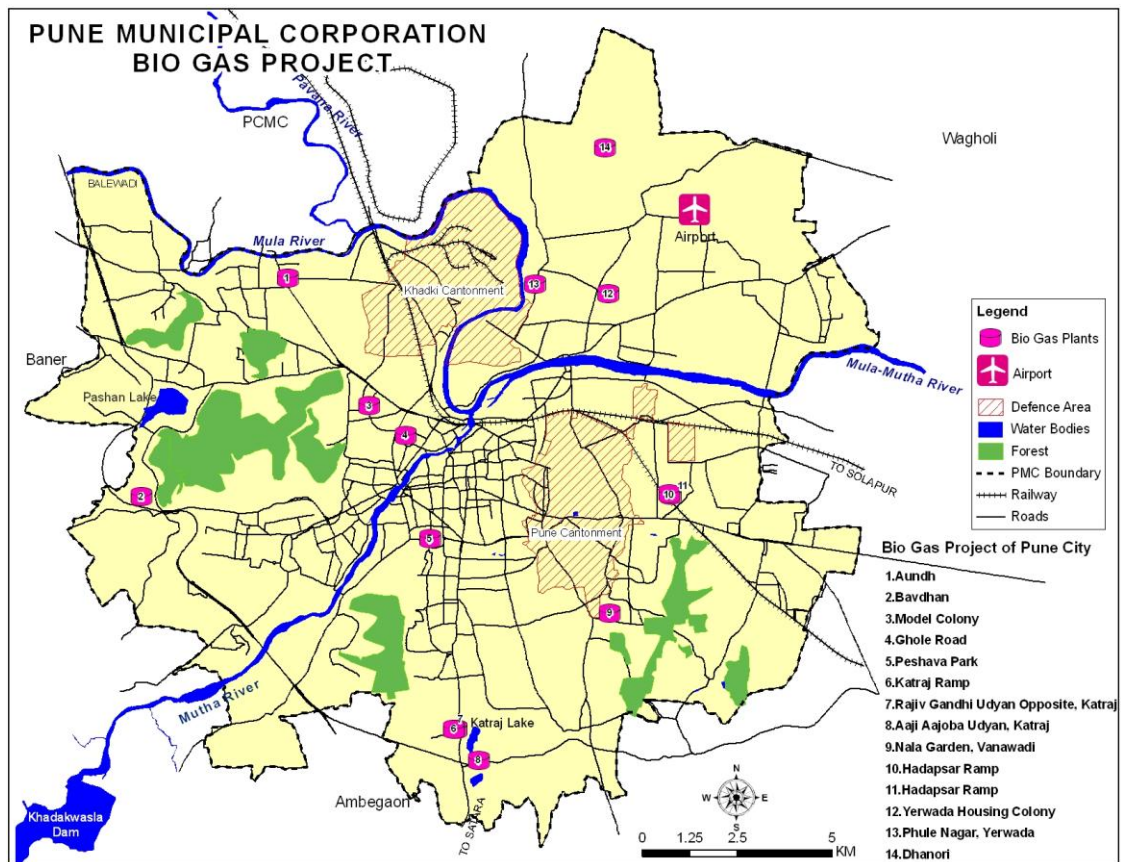 PUNE MUNICIPAL CORPORATION
BIO GAS PROJECT
Pavana River
PCMC
Wagholi
14
BALEWADI
Airport
Mula River
1
13
12
Khadki Cantonment
Legend
Bio Gas Plants
Airport
Defence Area
Water Bodies
Forest
PMC Boundary
Railway
Roads
Baner
Mula-Mutha River
Pashan Lake
3
4
TO SOLAPUR
2
10
11
5
Pune Cantonment
Bio Gas Project of Pune City
1.Aundh
2.Bavdhan
3.Model Colony
4.Ghole Road
5.Peshava Park
6.Katraj Ramp
7.Rajiv Gandhi Udyan Opposite, Katraj
8.Aaji Aajoba Udyan, Katraj
9.Nala Garden, Vanawadi
10.Hadapsar Ramp
11.Hadapsar Ramp
12.Yerwada Housing Colony
13.Phule Nagar, Yerwada
14.Dhanori
9
Mutha River
7
6
Katraj Lake
8
Ambegaon
TO SATARA
Khadakwasla
Dam
N
W
E
S
0 1.25 2.5 5
KM